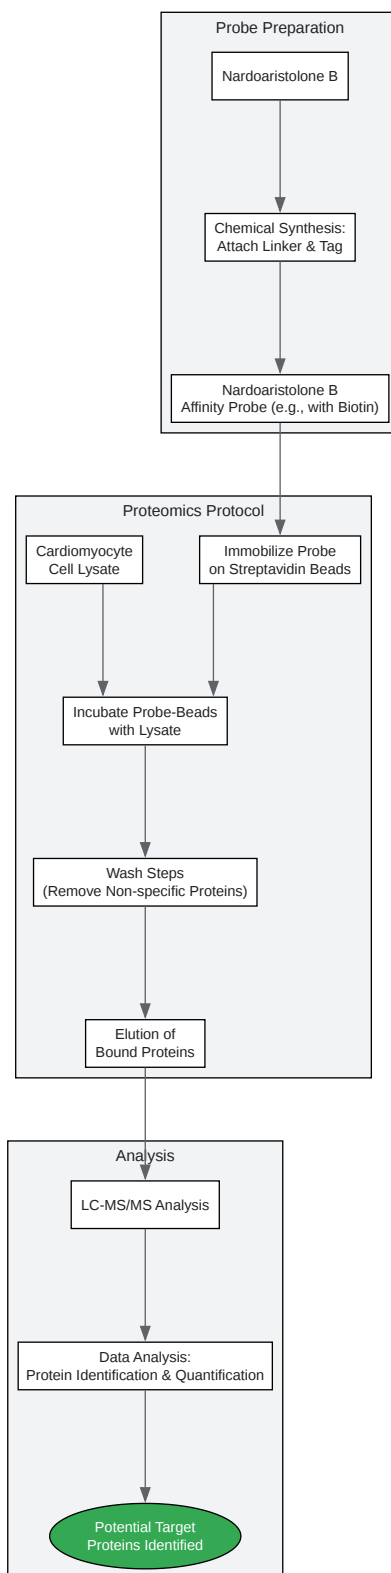 Probe Preparation
Nardoaristolone B
Chemical Synthesis:
Attach Linker & Tag
Nardoaristolone B
Affinity Probe (e.g., with Biotin)
Proteomics Protocol
Cardiomyocyte
Cell Lysate
Immobilize Probe
on Streptavidin Beads
Incubate Probe-Beads
with Lysate
Wash Steps
(Remove Non-specific Proteins)
Elution of
Bound Proteins
Analysis
LC-MS/MS Analysis
Data Analysis:
Protein Identification & Quantification
Potential Target
Proteins Identified